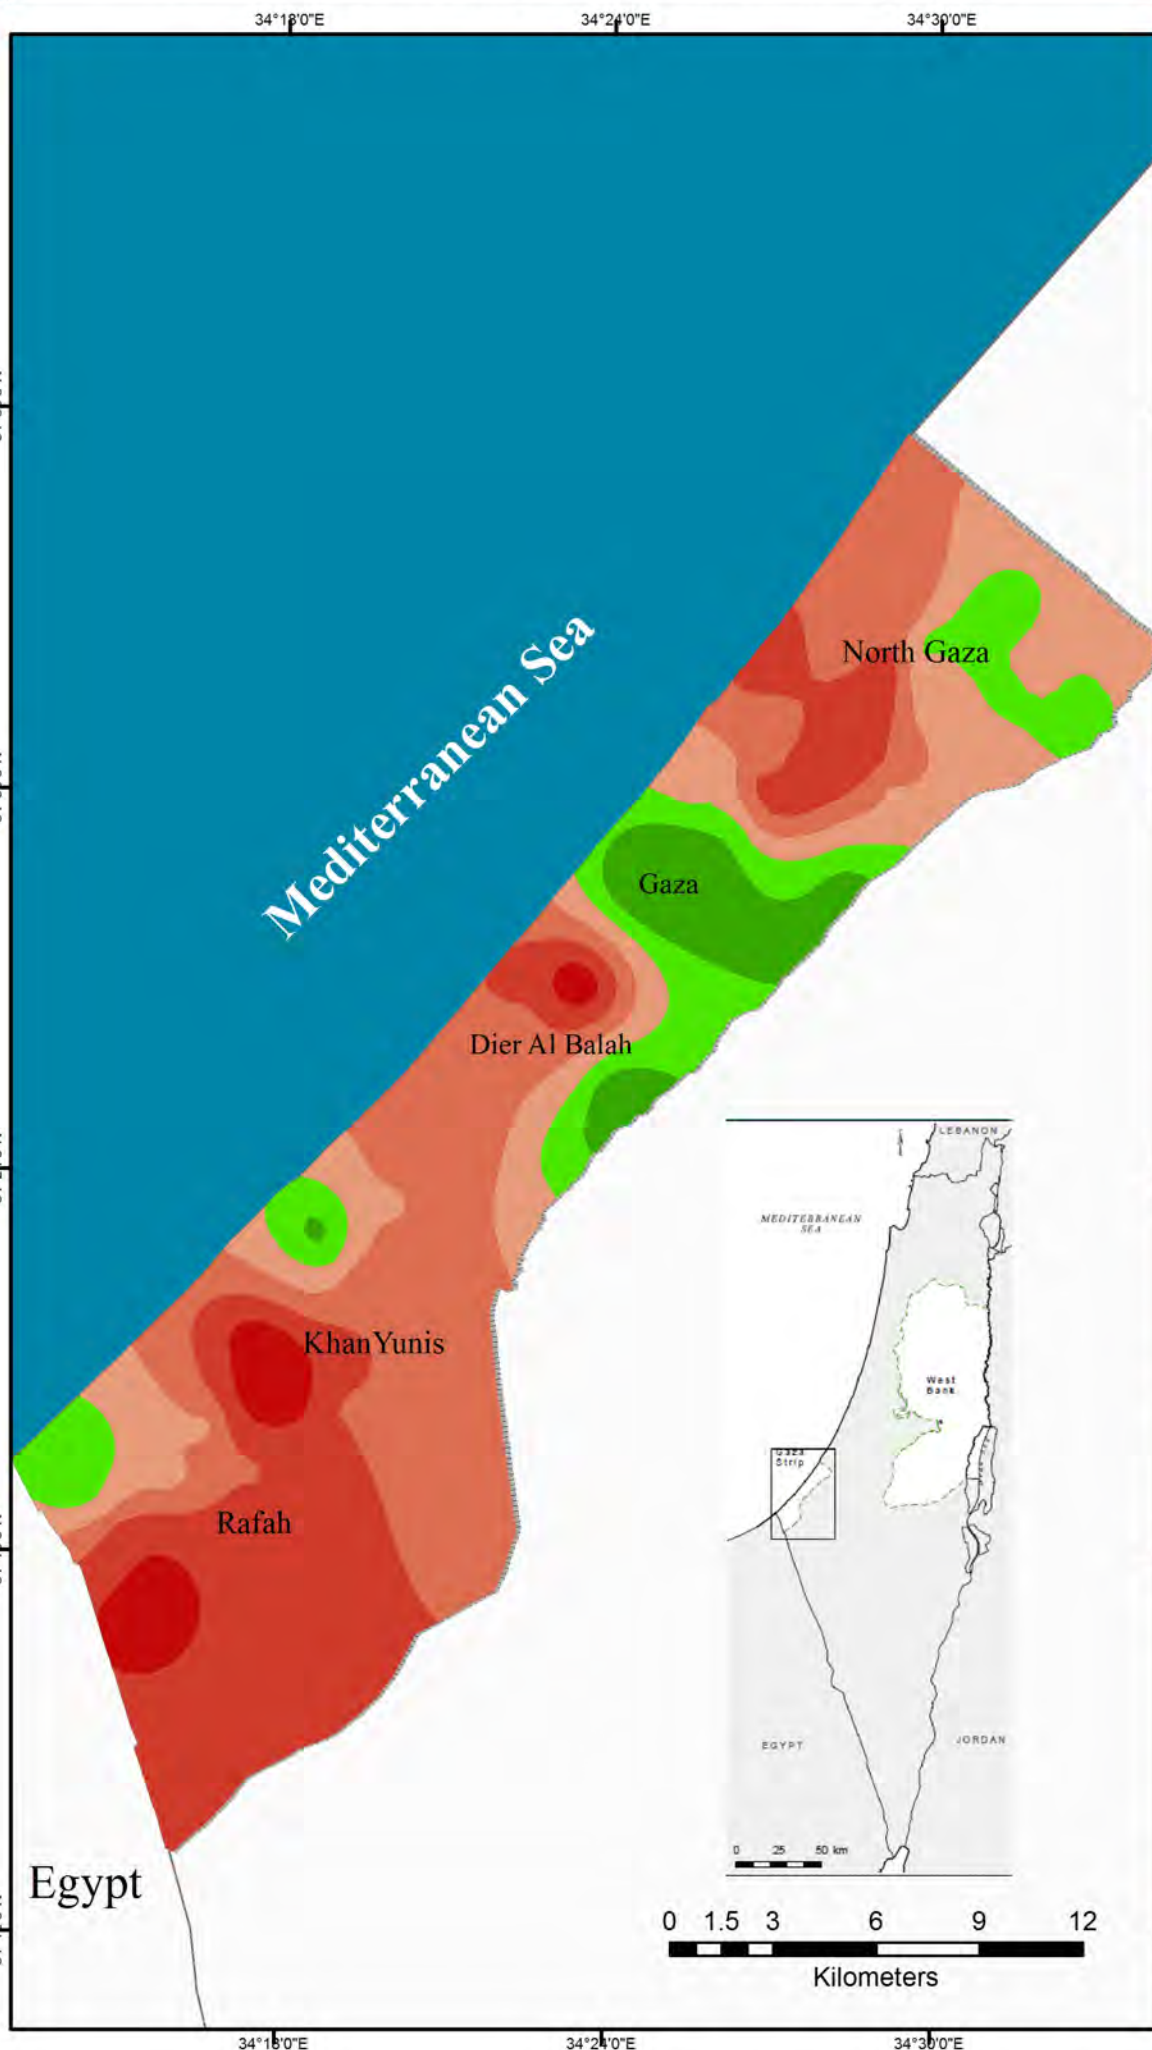 34°18'0"E 34°24'0"E 34°30'0"E
Mediterranean Sea
North Gaza
Gaza
Dier Al Balah
KhanYunis
Rafah
Egypt
LEBANON
MEDITERRANEAN
SEA
West
Bank
Gaza
Strip
EGYPT
JORDAN
0 25 50 km
0 1.5 3 6 9 12
Kilometers
34°18'0"E 34°24'0"E 34°30'0"E